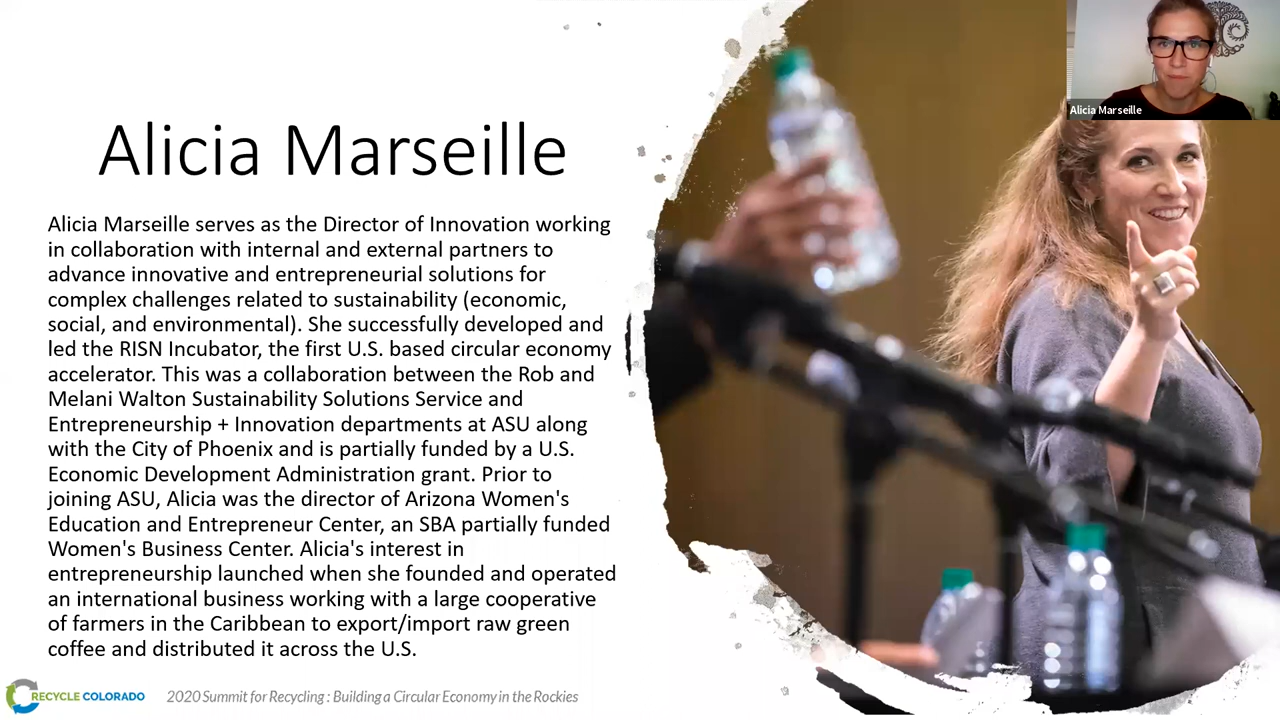 Alicia Marseille
Alicia Marseille
Alicia Marseille serves as the Director of Innovation working
in collaboration with internal and external partners to
advance innovative and entrepreneurial solutions for
complex challenges related to sustainability (economic,
social, and environmental). She successfully developed and
led the RISN Incubator, the first U.S. based circular economy
accelerator. This was a collaboration between the Rob and
Melani Walton Sustainability Solutions Service and
Entrepreneurship + Innovation departments at ASU along
with the City of Phoenix and is partially funded by a U.S.
Economic Development Administration grant. Prior to
joining ASU, Alicia was the director of Arizona Women's
Education and Entrepreneur Center, an SBA partially funded
Women's Business Center. Alicia's interest in
entrepreneurship launched when she founded and operated
an international business working with a large cooperative
of farmers in the Caribbean to export/import raw green
coffee and distributed it across the U.S.
RECYCLE COLORADO
2020 Summit for Recycling : Building a Circular Economy in the Rockies